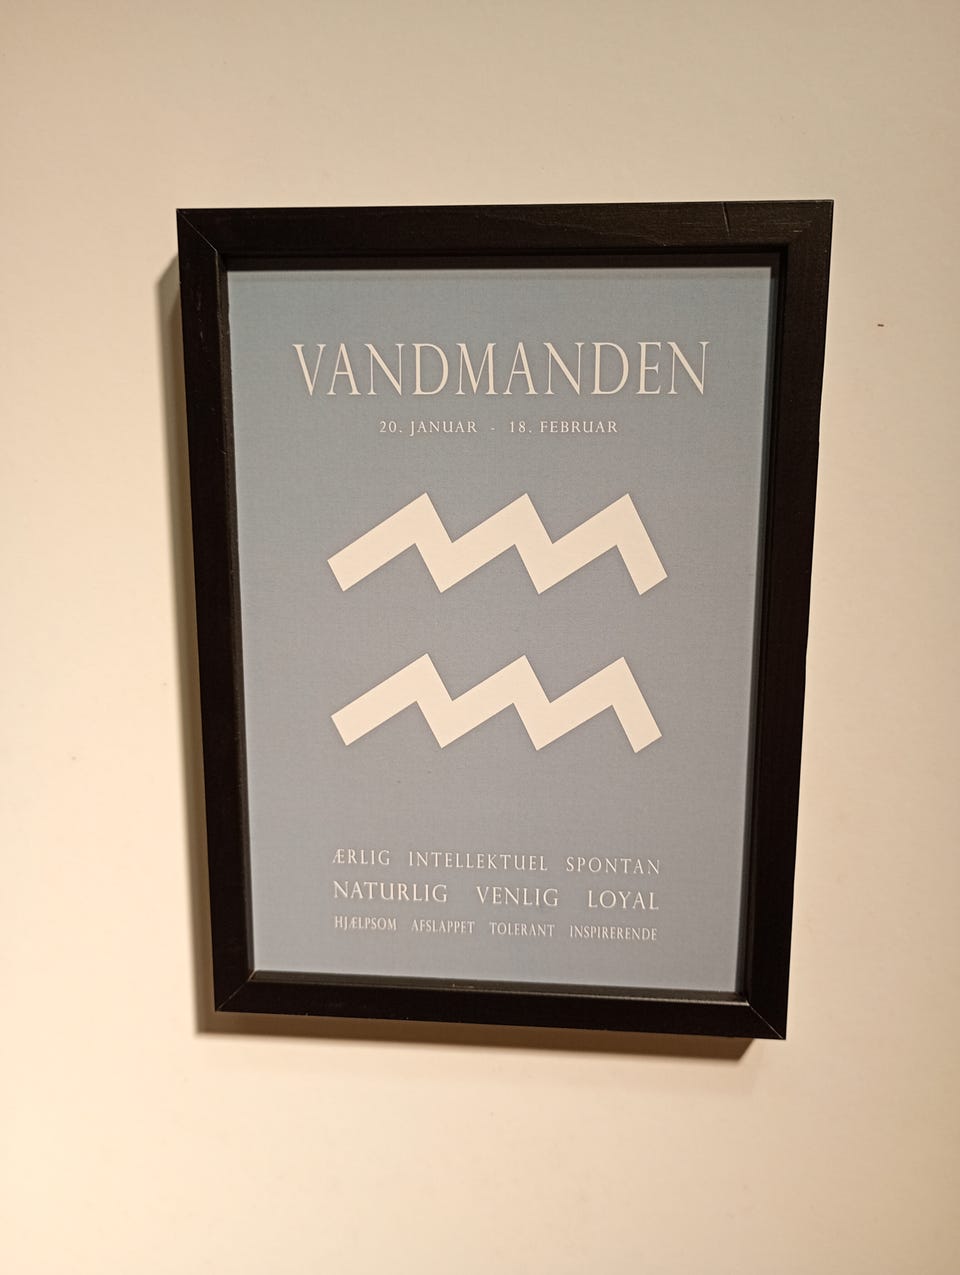 VANDMANDEN
20. JANUAR - 18. FEBRUAR
ÆRLIG INTELLEKTUEL SPONTAN
NATURLIG VENLIG LOYAL
HJÆLPSOM AFSLAPPET TOLERANT INSPIRERENDE